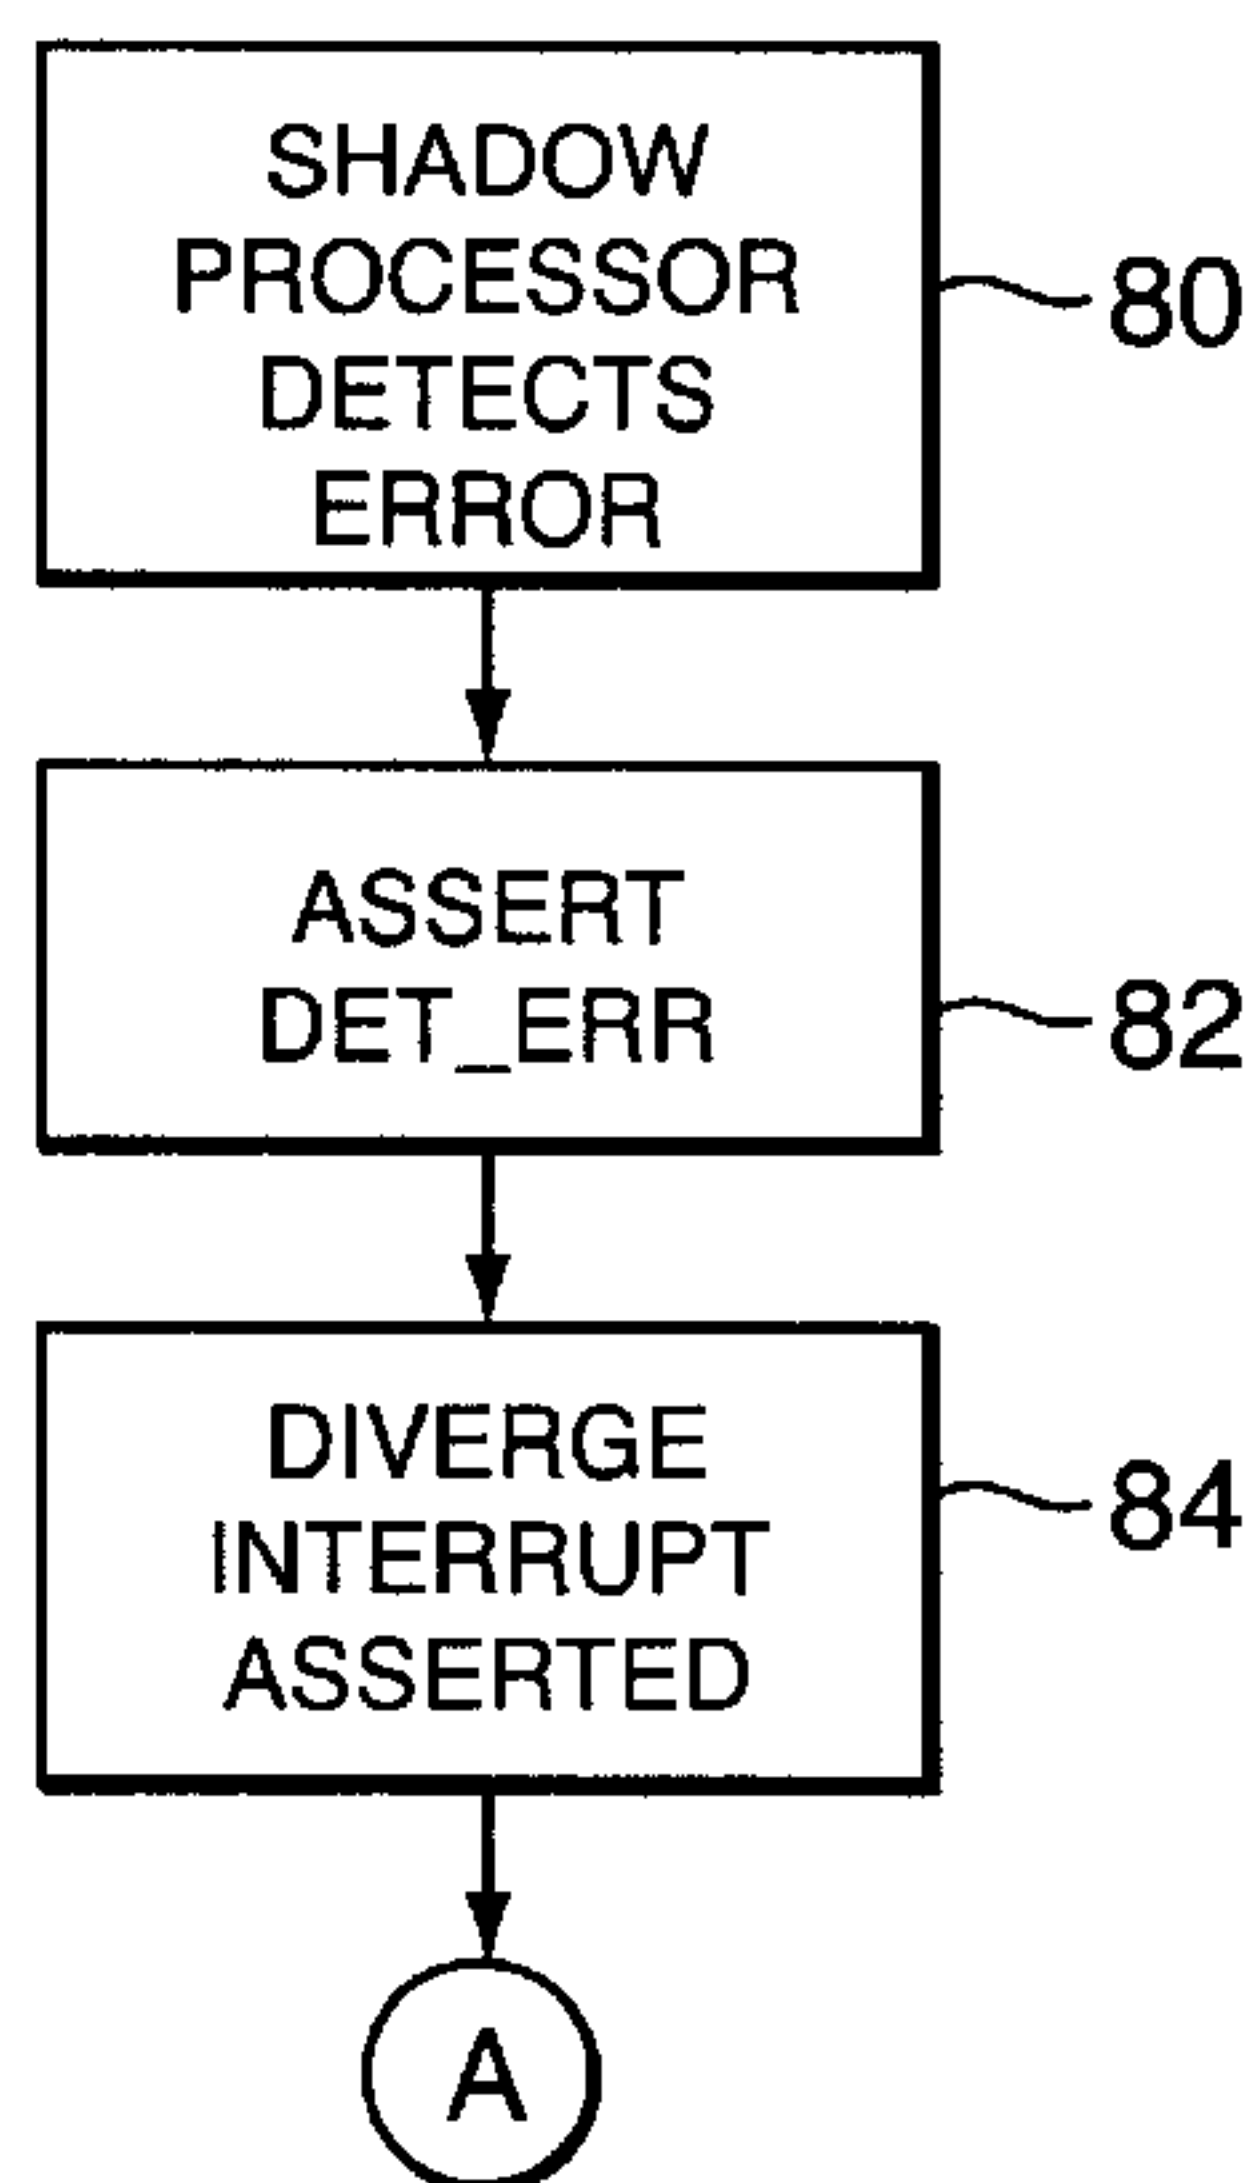 SHADOW
PROCESSOR
DETECTS
ERROR
80
ASSERT
DET_ERR
82
DIVERGE
INTERRUPT
ASSERTED
84
A